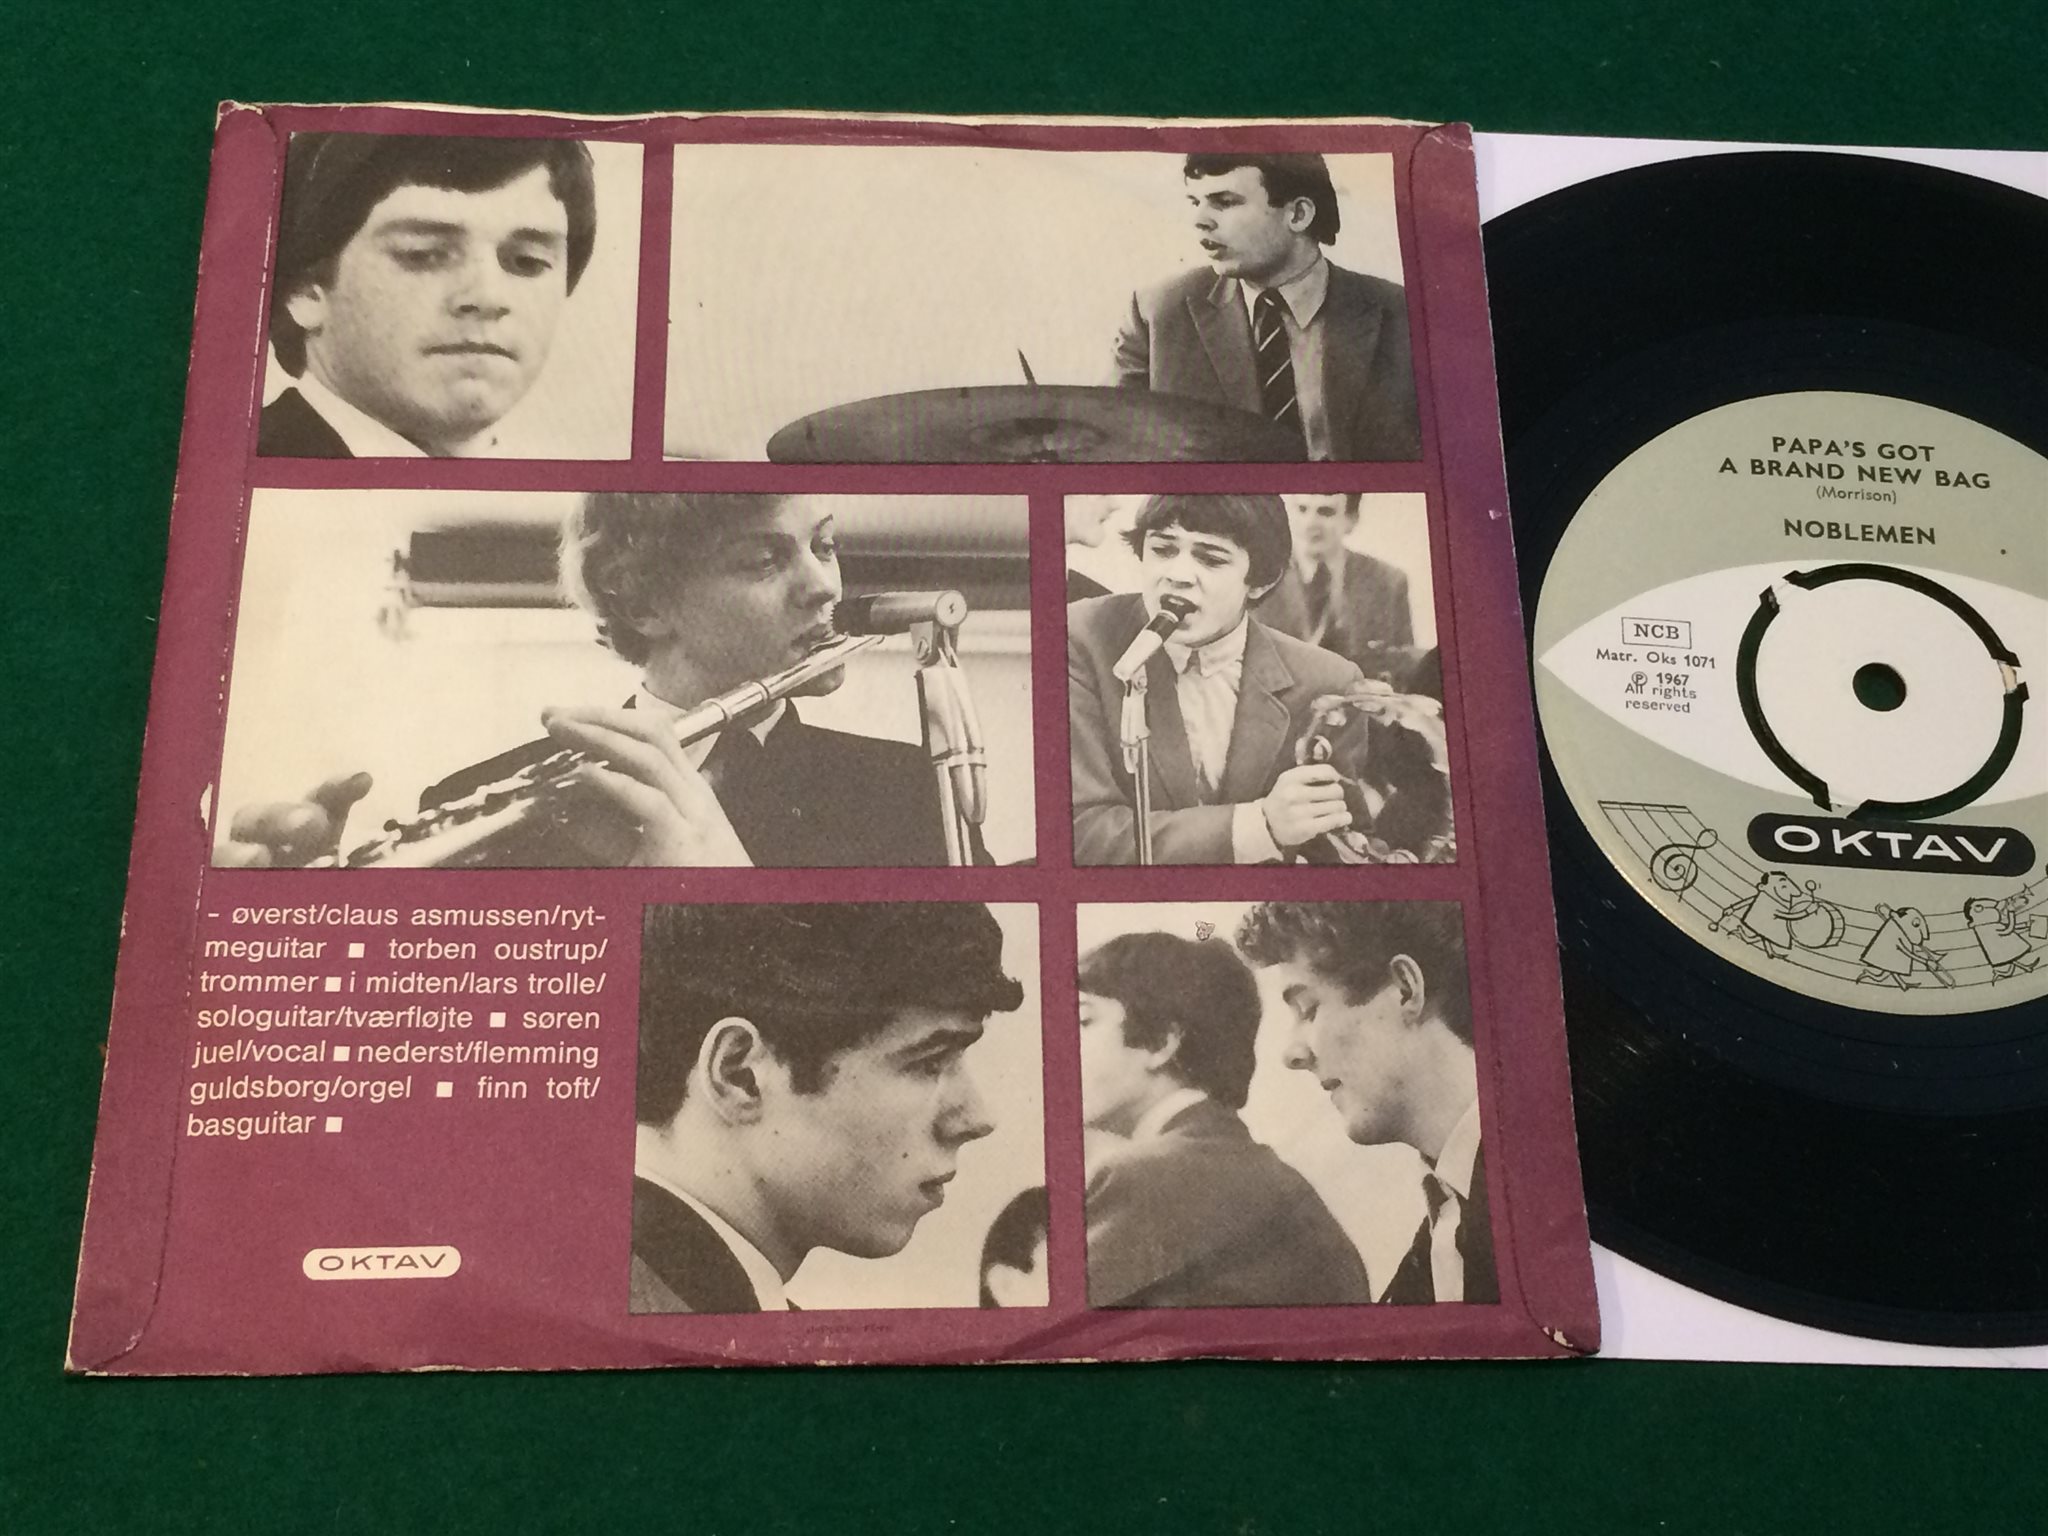 - øverst/claus asmussen/ryt-
meguitar ■ torben oustrup/
trommer ■ i midten/lars trolle/
sologuitar/tværfløjte ■ søren
juel/vocal ■ nederst/flemming
guldsborg/orgel ■ finn toft/
basguitar ■
OKTAV
PAPA'S GOT
A BRAND NEW BAG
(Morrison)
NOBLEMEN
NCB
Matr. Oks 1071
Ⓟ 1967
All rights
reserved
OKTAV